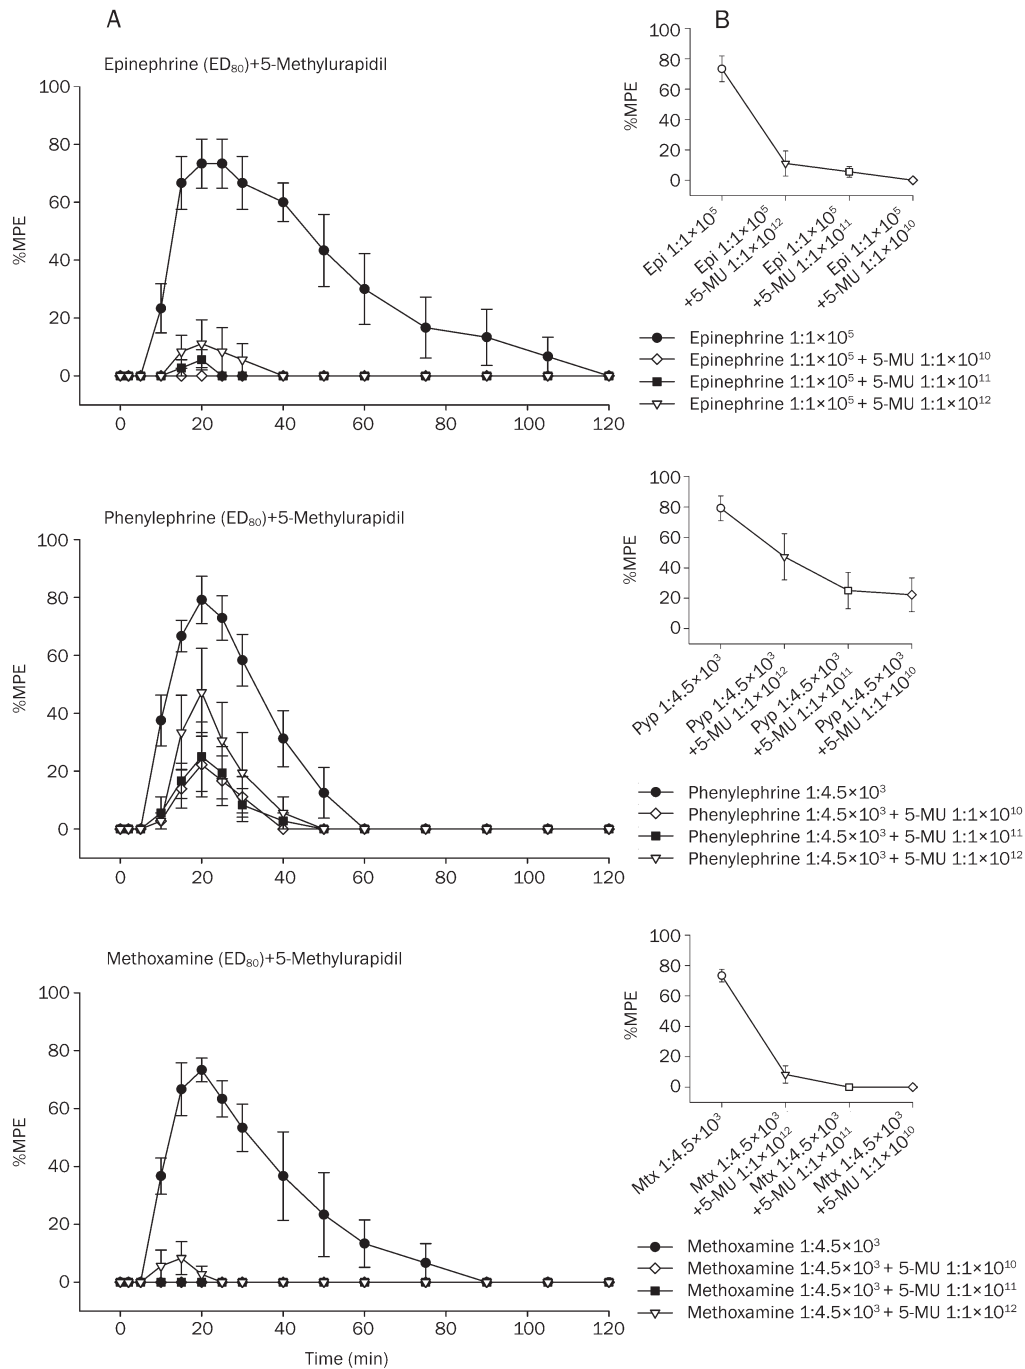 A
B
Epinephrine (ED₈₀)+5-Methylurapidil
%MPE
100
80
60
40
20
0
0 20 40 60 80 100 120
%MPE
100
80
60
40
20
0
Epi 1:1×10⁵
Epi 1:1×10⁵
+5-MU 1:1×10¹²
Epi 1:1×10⁵
+5-MU 1:1×10¹¹
Epi 1:1×10⁵
+5-MU 1:1×10¹⁰
Epinephrine 1:1×10⁵
Epinephrine 1:1×10⁵ + 5-MU 1:1×10¹⁰
Epinephrine 1:1×10⁵ + 5-MU 1:1×10¹¹
Epinephrine 1:1×10⁵ + 5-MU 1:1×10¹²
Phenylephrine (ED₈₀)+5-Methylurapidil
%MPE
100
80
60
40
20
0
0 20 40 60 80 100 120
%MPE
100
80
60
40
20
0
Pyp 1:4.5×10³
Pyp 1:4.5×10³
+5-MU 1:1×10¹²
Pyp 1:4.5×10³
+5-MU 1:1×10¹¹
Pyp 1:4.5×10³
+5-MU 1:1×10¹⁰
Phenylephrine 1:4.5×10³
Phenylephrine 1:4.5×10³ + 5-MU 1:1×10¹⁰
Phenylephrine 1:4.5×10³ + 5-MU 1:1×10¹¹
Phenylephrine 1:4.5×10³ + 5-MU 1:1×10¹²
Methoxamine (ED₈₀)+5-Methylurapidil
%MPE
100
80
60
40
20
0
0 20 40 60 80 100 120
Time (min)
%MPE
100
80
60
40
20
0
Mtx 1:4.5×10³
Mtx 1:4.5×10³
+5-MU 1:1×10¹²
Mtx 1:4.5×10³
+5-MU 1:1×10¹¹
Mtx 1:4.5×10³
+5-MU 1:1×10¹⁰
Methoxamine 1:4.5×10³
Methoxamine 1:4.5×10³ + 5-MU 1:1×10¹⁰
Methoxamine 1:4.5×10³ + 5-MU 1:1×10¹¹
Methoxamine 1:4.5×10³ + 5-MU 1:1×10¹²